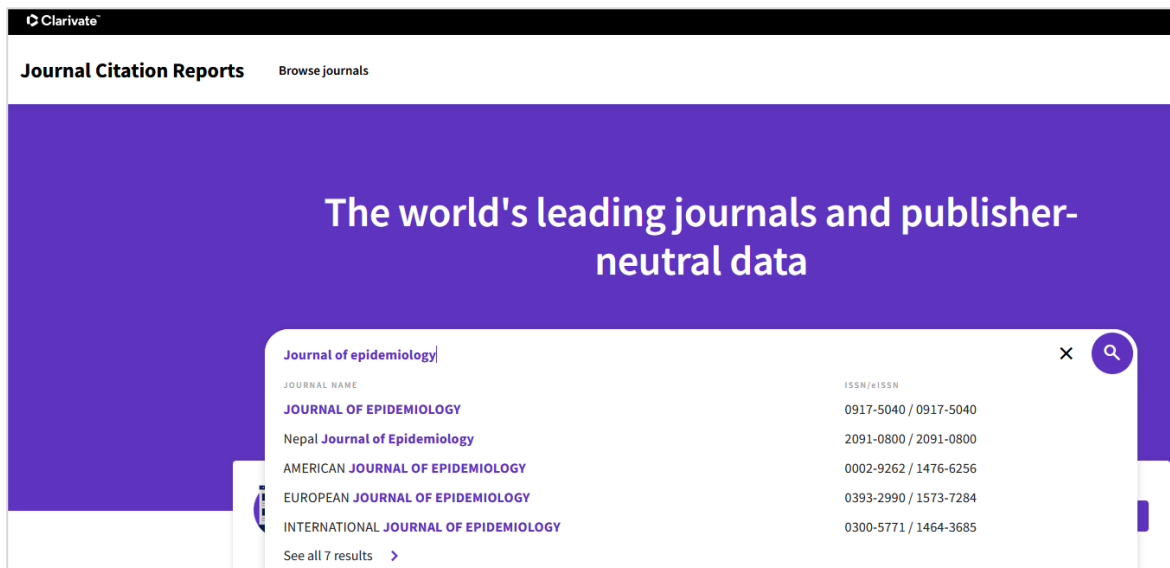 Clarivate™
Journal Citation Reports Browse journals
The world's leading journals and publisher-
neutral data
Journal of epidemiology
JOURNAL NAME ISSN/eISSN
JOURNAL OF EPIDEMIOLOGY 0917-5040 / 0917-5040
Nepal Journal of Epidemiology 2091-0800 / 2091-0800
AMERICAN JOURNAL OF EPIDEMIOLOGY 0002-9262 / 1476-6256
EUROPEAN JOURNAL OF EPIDEMIOLOGY 0393-2990 / 1573-7284
INTERNATIONAL JOURNAL OF EPIDEMIOLOGY 0300-5771 / 1464-3685
See all 7 results